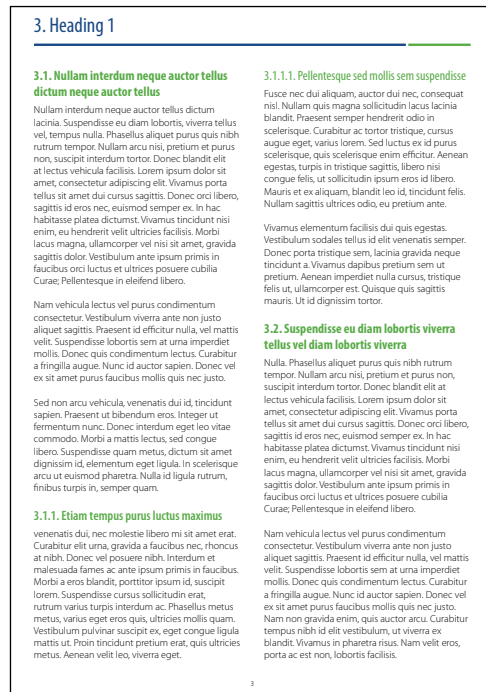 3. Heading 1
3.1. Nullam interdum neque auctor tellus
dictum neque auctor tellus
Nullam interdum neque auctor tellus dictum
lacinia. Suspendisse eu diam lobortis, viverra tellus
vel, tempus nulla. Phasellus aliquet purus quis nibh
rutrum tempor. Nullam arcu nisi, pretium et purus
non, suscipit interdum tortor. Donec blandit elit
at lectus vehicula facilisis. Lorem ipsum dolor sit
amet, consectetur adipiscing elit. Vivamus porta
tellus sit amet dui cursus sagittis. Donec orci libero,
sagittis id eros nec, euismod semper ex. In hac
habitasse platea dictumst. Vivamus tincidunt nisi
enim, eu hendrerit velit ultricies facilisis. Morbi
lacus magna, ullamcorper vel nisi sit amet, gravida
sagittis dolor. Vestibulum ante ipsum primis in
faucibus orci luctus et ultrices posuere cubilia
Curae; Pellentesque in eleifend libero.
Nam vehicula lectus vel purus condimentum
consectetur. Vestibulum viverra ante non justo
aliquet sagittis. Praesent id efficitur nulla, vel mattis
velit. Suspendisse lobortis sem at urna imperdiet
mollis. Donec quis condimentum lectus. Curabitur
a fringilla augue. Nunc id auctor sapien. Donec vel
ex sit amet purus faucibus mollis quis nec justo.
Sed non arcu vehicula, venenatis dui id, tincidunt
sapien. Praesent ut bibendum eros. Integer ut
fermentum nunc. Donec interdum eget leo vitae
commodo. Morbi a mattis lectus, sed congue
libero. Suspendisse quam metus, dictum sit amet
dignissim id, elementum eget ligula. In scelerisque
arcu ut euismod pharetra. Nulla id ligula rutrum,
finibus turpis in, semper quam.
3.1.1. Etiam tempus purus luctus maximus
venenatis dui, nec molestie libero mi sit amet erat.
Curabitur elit urna, gravida a faucibus nec, rhoncus
at nibh. Donec vel posuere nibh. Interdum et
malesuada fames ac ante ipsum primis in faucibus.
Morbi a eros blandit, porttitor ipsum id, suscipit
lorem. Suspendisse cursus sollicitudin erat,
rutrum varius turpis interdum ac. Phasellus metus
metus, varius eget eros quis, ultricies mollis quam.
Vestibulum pulvinar suscipit ex, eget congue ligula
mattis ut. Proin tincidunt pretium erat, quis ultricies
metus. Aenean velit leo, viverra eget.
3.1.1.1. Pellentesque sed mollis sem suspendisse
Fusce nec dui aliquam, auctor dui nec, consequat
nisl. Nullam quis magna sollicitudin lacus lacinia
blandit. Praesent semper hendrerit odio in
scelerisque. Curabitur ac tortor tristique, cursus
augue eget, varius lorem. Sed luctus ex id purus
scelerisque, quis scelerisque enim efficitur. Aenean
egestas, turpis in tristique sagittis, libero nisi
congue felis, ut sollicitudin ipsum eros id libero.
Mauris et ex aliquam, blandit leo id, tincidunt felis.
Nullam sagittis ultrices odio, eu pretium ante.
Vivamus elementum facilisis dui quis egestas.
Vestibulum sodales tellus id elit venenatis semper.
Donec porta tristique sem, lacinia gravida neque
tincidunt a. Vivamus dapibus pretium sem ut
pretium. Aenean imperdiet nulla cursus, tristique
felis ut, ullamcorper est. Quisque quis sagittis
mauris. Ut id dignissim tortor.
3.2. Suspendisse eu diam lobortis viverra
tellus vel diam lobortis viverra
Nulla. Phasellus aliquet purus quis nibh rutrum
tempor. Nullam arcu nisi, pretium et purus non,
suscipit interdum tortor. Donec blandit elit at
lectus vehicula facilisis. Lorem ipsum dolor sit
amet, consectetur adipiscing elit. Vivamus porta
tellus sit amet dui cursus sagittis. Donec orci libero,
sagittis id eros nec, euismod semper ex. In hac
habitasse platea dictumst. Vivamus tincidunt nisi
enim, eu hendrerit velit ultricies facilisis. Morbi
lacus magna, ullamcorper vel nisi sit amet, gravida
sagittis dolor. Vestibulum ante ipsum primis in
faucibus orci luctus et ultrices posuere cubilia
Curae; Pellentesque in eleifend libero.
Nam vehicula lectus vel purus condimentum
consectetur. Vestibulum viverra ante non justo
aliquet sagittis. Praesent id efficitur nulla, vel mattis
velit. Suspendisse lobortis sem at urna imperdiet
mollis. Donec quis condimentum lectus. Curabitur
a fringilla augue. Nunc id auctor sapien. Donec vel
ex sit amet purus faucibus mollis quis nec justo.
Nam non gravida enim, quis auctor arcu. Curabitur
tempus nibh id elit vestibulum, ut viverra ex
blandit. Vivamus in pharetra risus. Nam velit eros,
porta ac est non, lobortis facilisis.
3